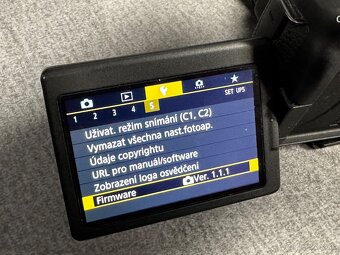 1 2 3 4 5
SET UP5
Uživat. režim snímání (C1, C2)
Vymazat všechna nast.fotoap.
Údaje copyrightu
URL pro manuál/software
Zobrazení loga osvědčení
Firmware Ver. 1.1.1